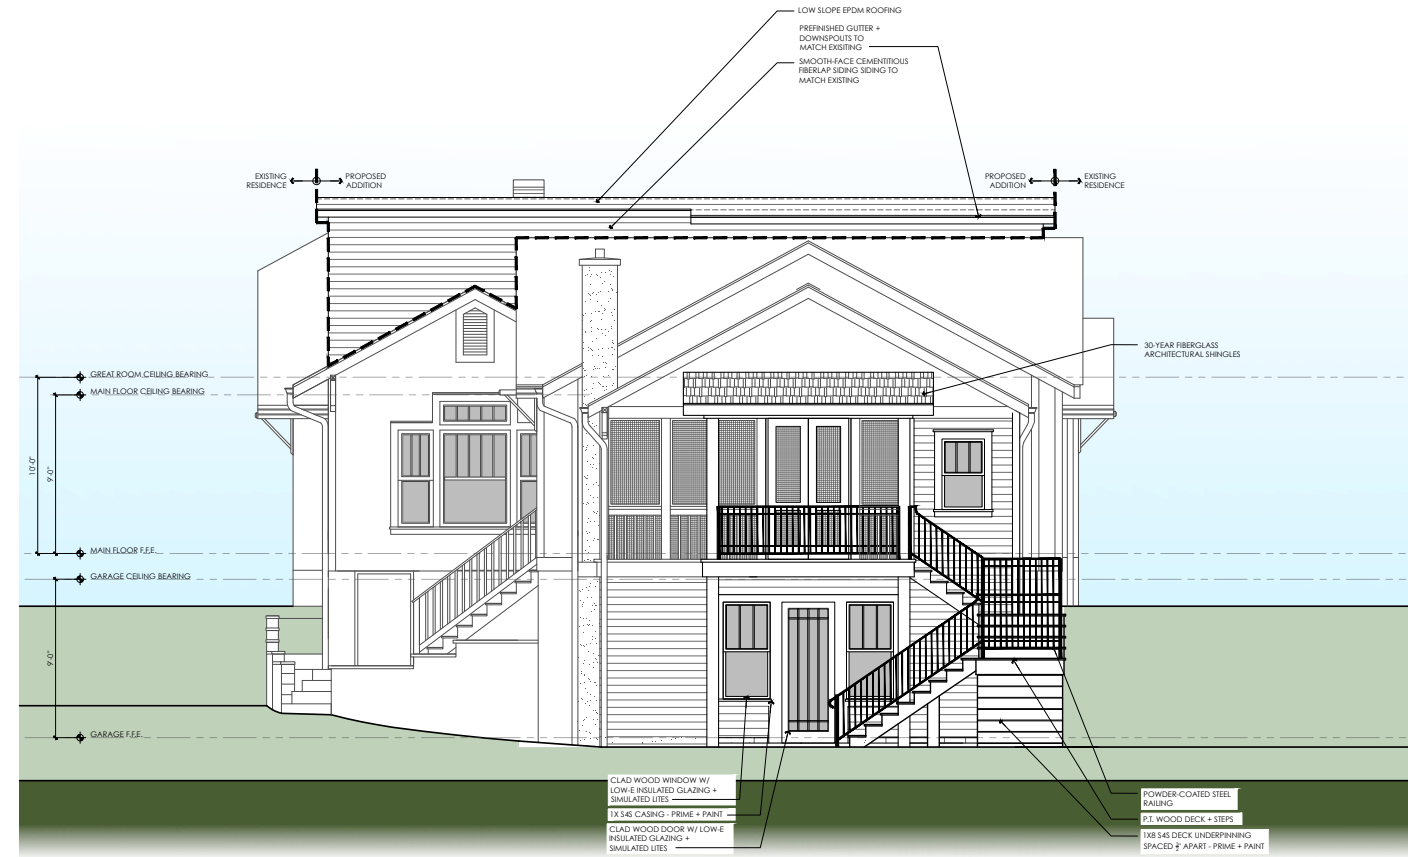 LOW SLOPE EPDM ROOFING
PREFINISHED GUTTER +
DOWNSPOUTS TO
MATCH EXISITING
SMOOTH-FACE CEMENTITIOUS
FIBERLAP SIDING SIDING TO
MATCH EXISTING
EXISTING
RESIDENCE
PROPOSED
ADDITION
PROPOSED
ADDITION
EXISTING
RESIDENCE
30-YEAR FIBERGLASS
ARCHITECTURAL SHINGLES
GREAT ROOM CEILING BEARING
MAIN FLOOR CEILING BEARING
10'-0"
9'-0"
MAIN FLOOR F.F.E.
GARAGE CEILING BEARING
9'-0"
GARAGE F.F.E.
CLAD WOOD WINDOW W/
LOW-E INSULATED GLAZING +
SIMULATED LITES
1X S4S CASING - PRIME + PAINT
CLAD WOOD DOOR W/ LOW-E
INSULATED GLAZING +
SIMULATED LITES
POWDER-COATED STEEL
RAILING
P.T. WOOD DECK + STEPS
1X8 S4S DECK UNDERPINNING
SPACED APART - PRIME + PAINT